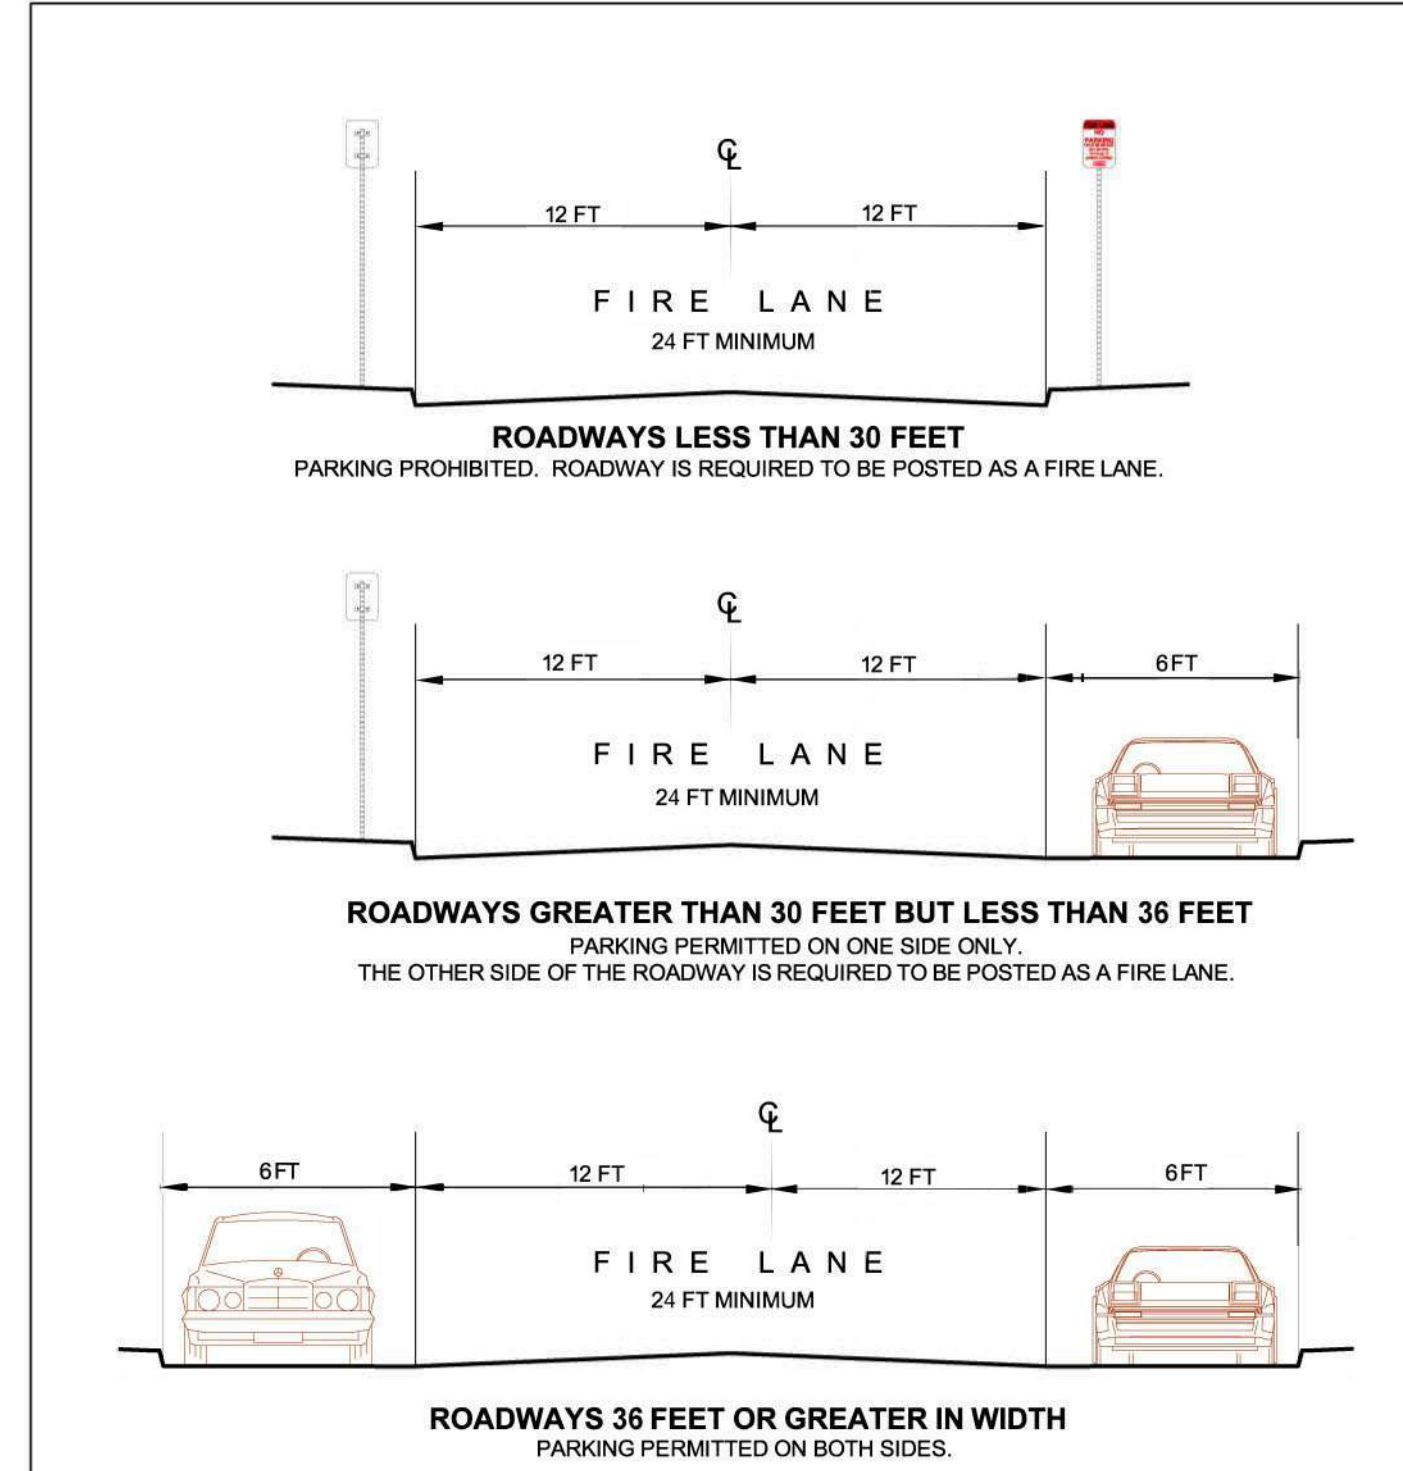 ℄
FIRE LANE
NO
PARKING
12 FT 12 FT
FIRE LANE
24 FT MINIMUM
ROADWAYS LESS THAN 30 FEET
PARKING PROHIBITED. ROADWAY IS REQUIRED TO BE POSTED AS A FIRE LANE.
℄
12 FT 12 FT 6FT
FIRE LANE
24 FT MINIMUM
ROADWAYS GREATER THAN 30 FEET BUT LESS THAN 36 FEET
PARKING PERMITTED ON ONE SIDE ONLY.
THE OTHER SIDE OF THE ROADWAY IS REQUIRED TO BE POSTED AS A FIRE LANE.
℄
6FT 12 FT 12 FT 6FT
FIRE LANE
24 FT MINIMUM
ROADWAYS 36 FEET OR GREATER IN WIDTH
PARKING PERMITTED ON BOTH SIDES.